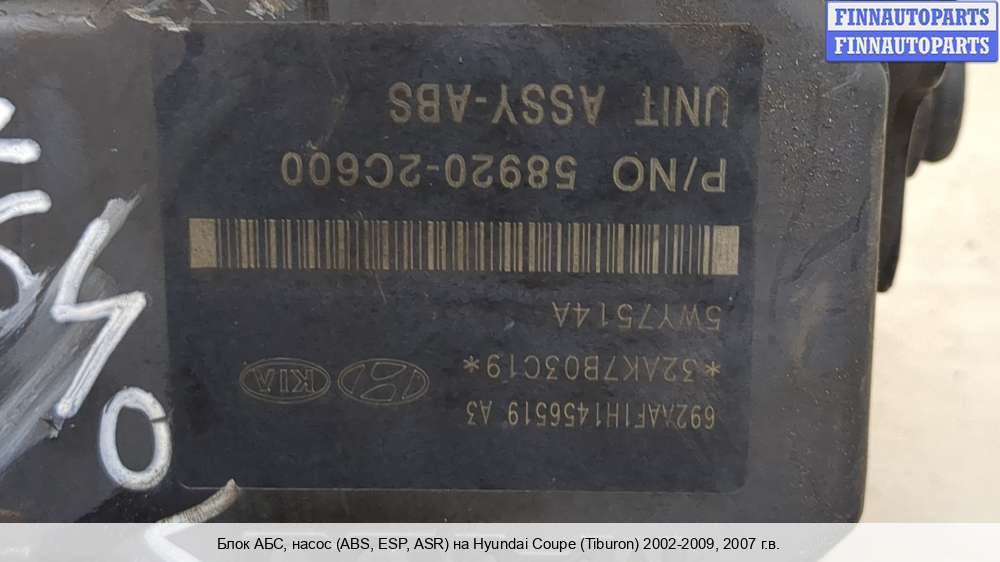 FINNAUTOPARTS
FINNAUTOPARTS
UNIT ASSY-ABS
P/NO 58920-2C600
5WY7514A
*32AK7B03C19*
KIA
692AAF1H1456519 A3
Блок АБС, насос (ABS, ESP, ASR) на Hyundai Coupe (Tiburon) 2002-2009, 2007 г.в.